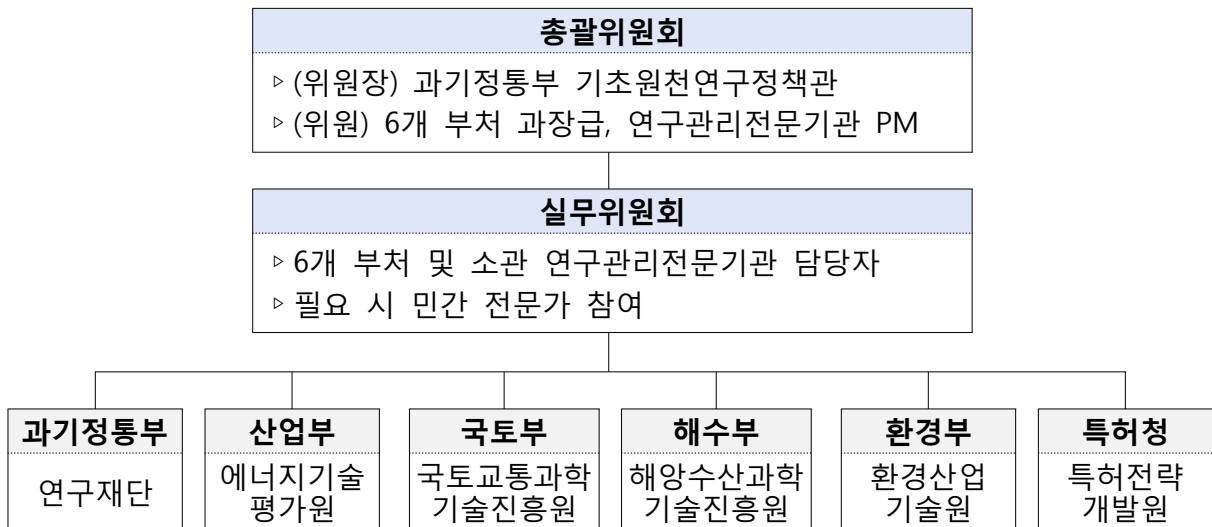 총괄위원회
▹(위원장) 과기정통부 기초원천연구정책관
▹(위원) 6개 부처 과장급, 연구관리전문기관 PM
실무위원회
▹6개 부처 및 소관 연구관리전문기관 담당자
▹필요 시 민간 전문가 참여
과기정통부
연구재단
산업부
에너지기술
평가원
국토부
국토교통과학
기술진흥원
해수부
해양수산과학
기술진흥원
환경부
환경산업
기술원
특허청
특허전략
개발원